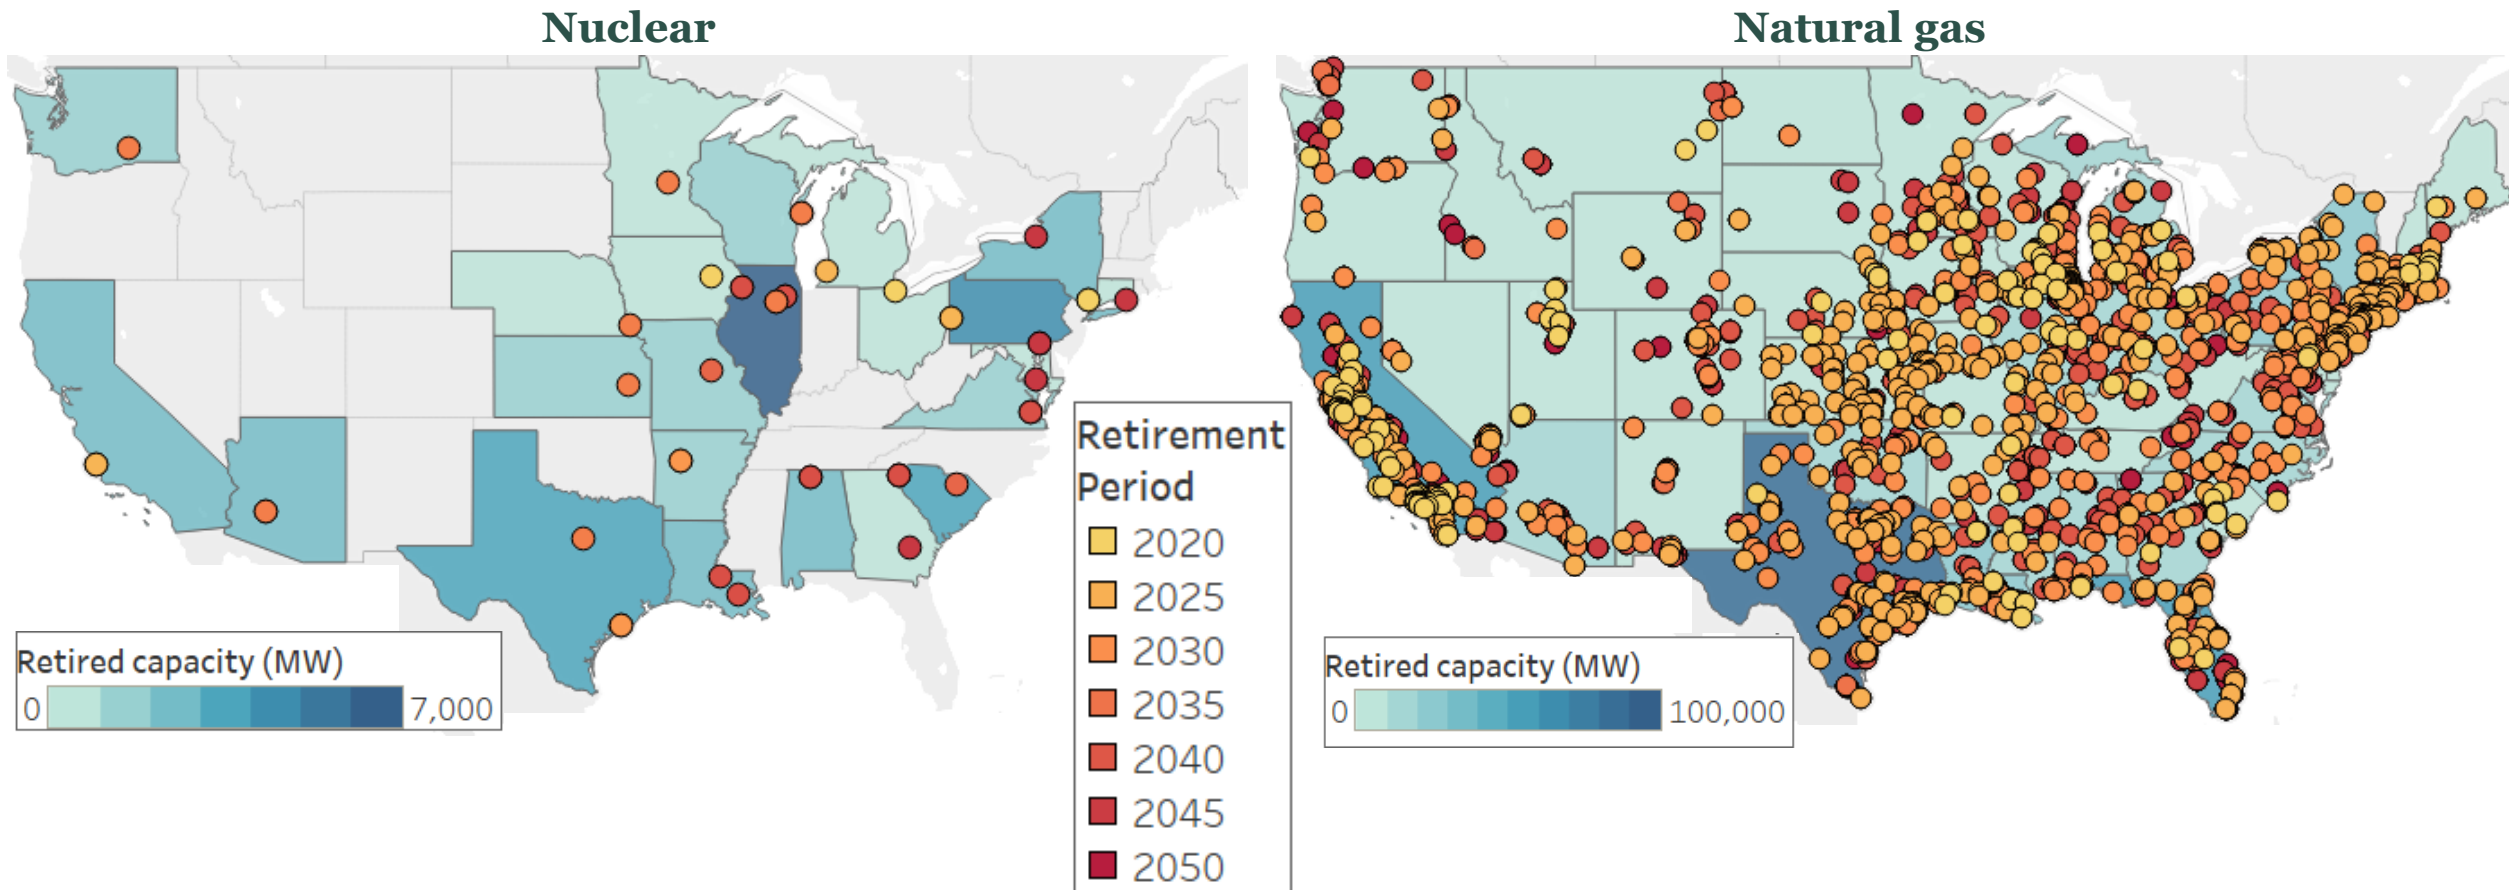 Nuclear
Natural gas
Retirement
Period
2020
2025
2030
2035
2040
2045
2050
Retired capacity (MW)
0 7,000
Retired capacity (MW)
0 100,000